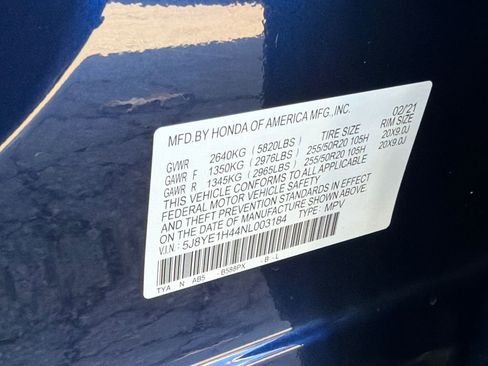 MFD.BY HONDA OF AMERICA MFG.,INC. 02/21
TIRE SIZE RIM SIZE
GVWR 2640KG (5820LBS)
GAWR F 1350KG (2976LBS) 255/50R20 105H 20X9.0J
GAWR R 1345KG (2965LBS) 255/50R20 105H 20X9.0J
THIS VEHICLE CONFORMS TO ALL APPLICABLE
FEDERAL MOTOR VEHICLE SAFETY
AND THEFT PREVENTION STANDARDS IN EFFECT
ON THE DATE OF MANUFACTURE SHOWN ABOVE.
V.I.N.: 5J8YE1H44NL003184 TYPE: MPV
TYA N AB5 -B588PX -B-L